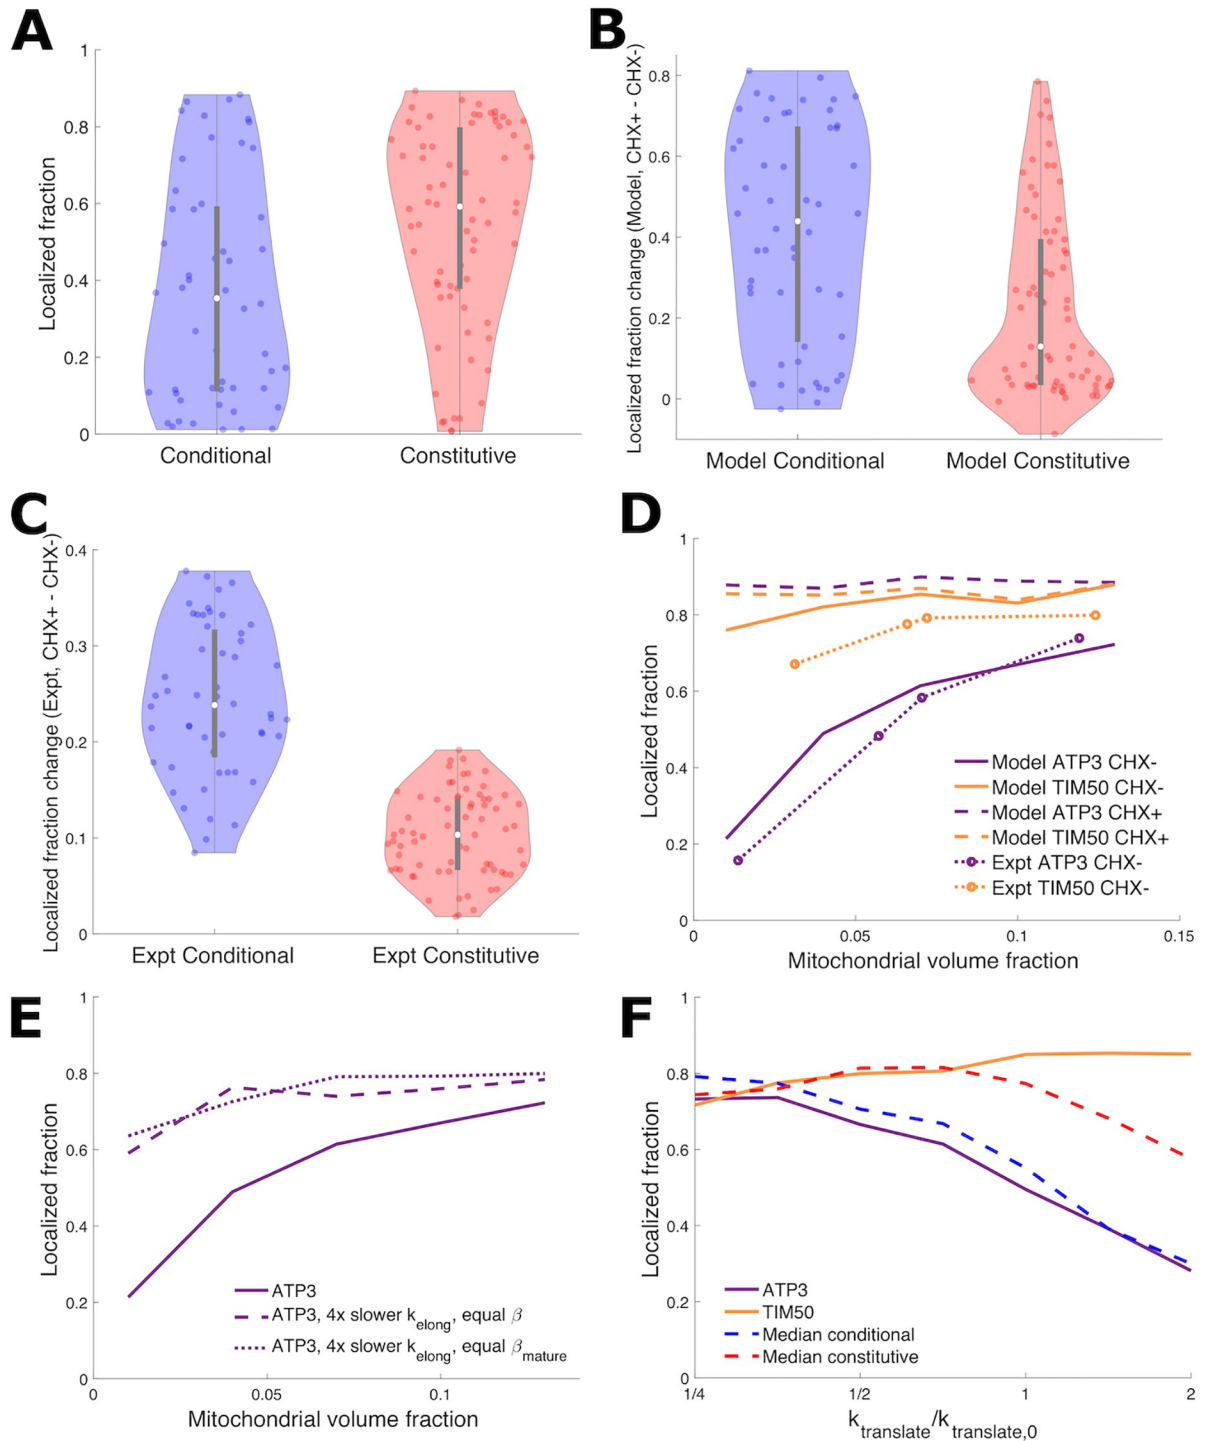 A
1
0.8
0.6
0.4
0.2
0
Localized fraction
Conditional
Constitutive
B
0.8
0.6
0.4
0.2
0
Localized fraction change (Model, CHX+ - CHX-)
Model Conditional
Model Constitutive
C
0.4
0.3
0.2
0.1
0
Localized fraction change (Expt, CHX+ - CHX-)
Expt Conditional
Expt Constitutive
D
1
0.8
0.6
0.4
0.2
0
Localized fraction
Model ATP3 CHX-
Model TIM50 CHX-
Model ATP3 CHX+
Model TIM50 CHX+
Expt ATP3 CHX-
Expt TIM50 CHX-
0
0.05
0.1
0.15
Mitochondrial volume fraction
E
1
0.8
0.6
0.4
0.2
0
Localized fraction
ATP3
ATP3, 4x slower k_elong, equal β
ATP3, 4x slower k_elong, equal β_mature
0
0.05
0.1
Mitochondrial volume fraction
F
1
0.8
0.6
0.4
0.2
0
Localized fraction
ATP3
TIM50
Median conditional
Median constitutive
1/4
1/2
1
2
k_translate/k_translate,0